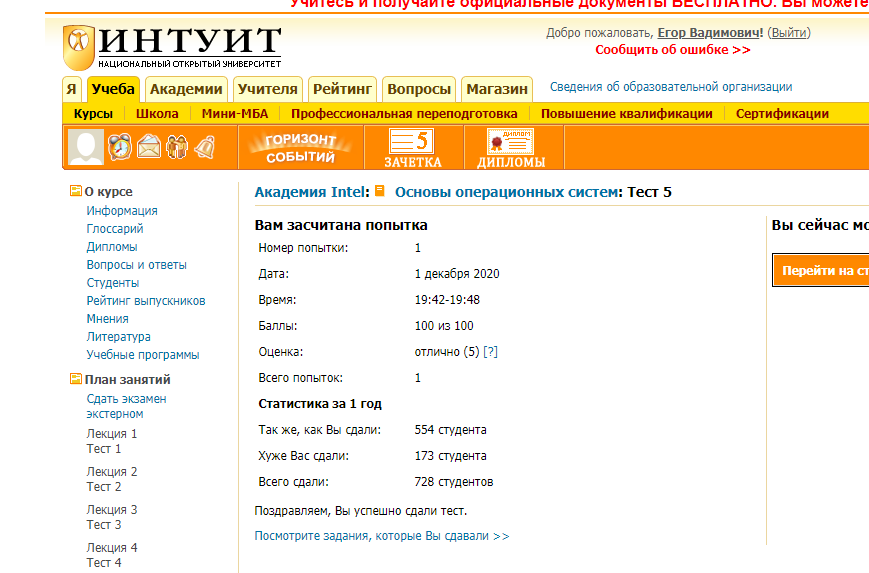 Учитесь и получайте официальные документы БЕСПЛАТНО. Вы можете
ИНТУИТ
НАЦИОНАЛЬНЫЙ ОТКРЫТЫЙ УНИВЕРСИТЕТ
Добро пожаловать, Егор Вадимович! (Выйти)
Сообщить об ошибке >>
Я Учеба Академии Учителя Рейтинг Вопросы Магазин Сведения об образовательной организации
Курсы Школа Мини-МБА Профессиональная переподготовка Повышение квалификации Сертификации
ГОРИЗОНТ СОБЫТИЙ
5
ЗАЧЕТКА
ДИПЛОМ
ДИПЛОМЫ
О курсе
Информация
Глоссарий
Дипломы
Вопросы и ответы
Студенты
Рейтинг выпускников
Мнения
Литература
Учебные программы
План занятий
Сдать экзамен
экстерном
Лекция 1
Тест 1
Лекция 2
Тест 2
Лекция 3
Тест 3
Лекция 4
Тест 4
Академия Intel: Основы операционных систем: Тест 5
Вам засчитана попытка
Номер попытки: 1
Дата: 1 декабря 2020
Время: 19:42-19:48
Баллы: 100 из 100
Оценка: отлично (5) [?]
Всего попыток: 1
Статистика за 1 год
Так же, как Вы сдали: 554 студента
Хуже Вас сдали: 173 студента
Всего сдали: 728 студентов
Поздравляем, Вы успешно сдали тест.
Посмотрите задания, которые Вы сдавали >>
Вы сейчас мо
Перейти на ст